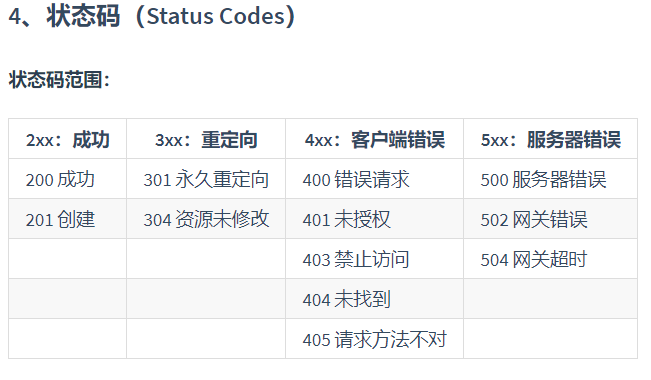 4、状态码（Status Codes）
状态码范围：
2xx：成功 3xx：重定向 4xx：客户端错误 5xx：服务器错误
200 成功 301 永久重定向 400 错误请求 500 服务器错误
201 创建 304 资源未修改 401 未授权 502 网关错误
403 禁止访问 504 网关超时
404 未找到
405 请求方法不对